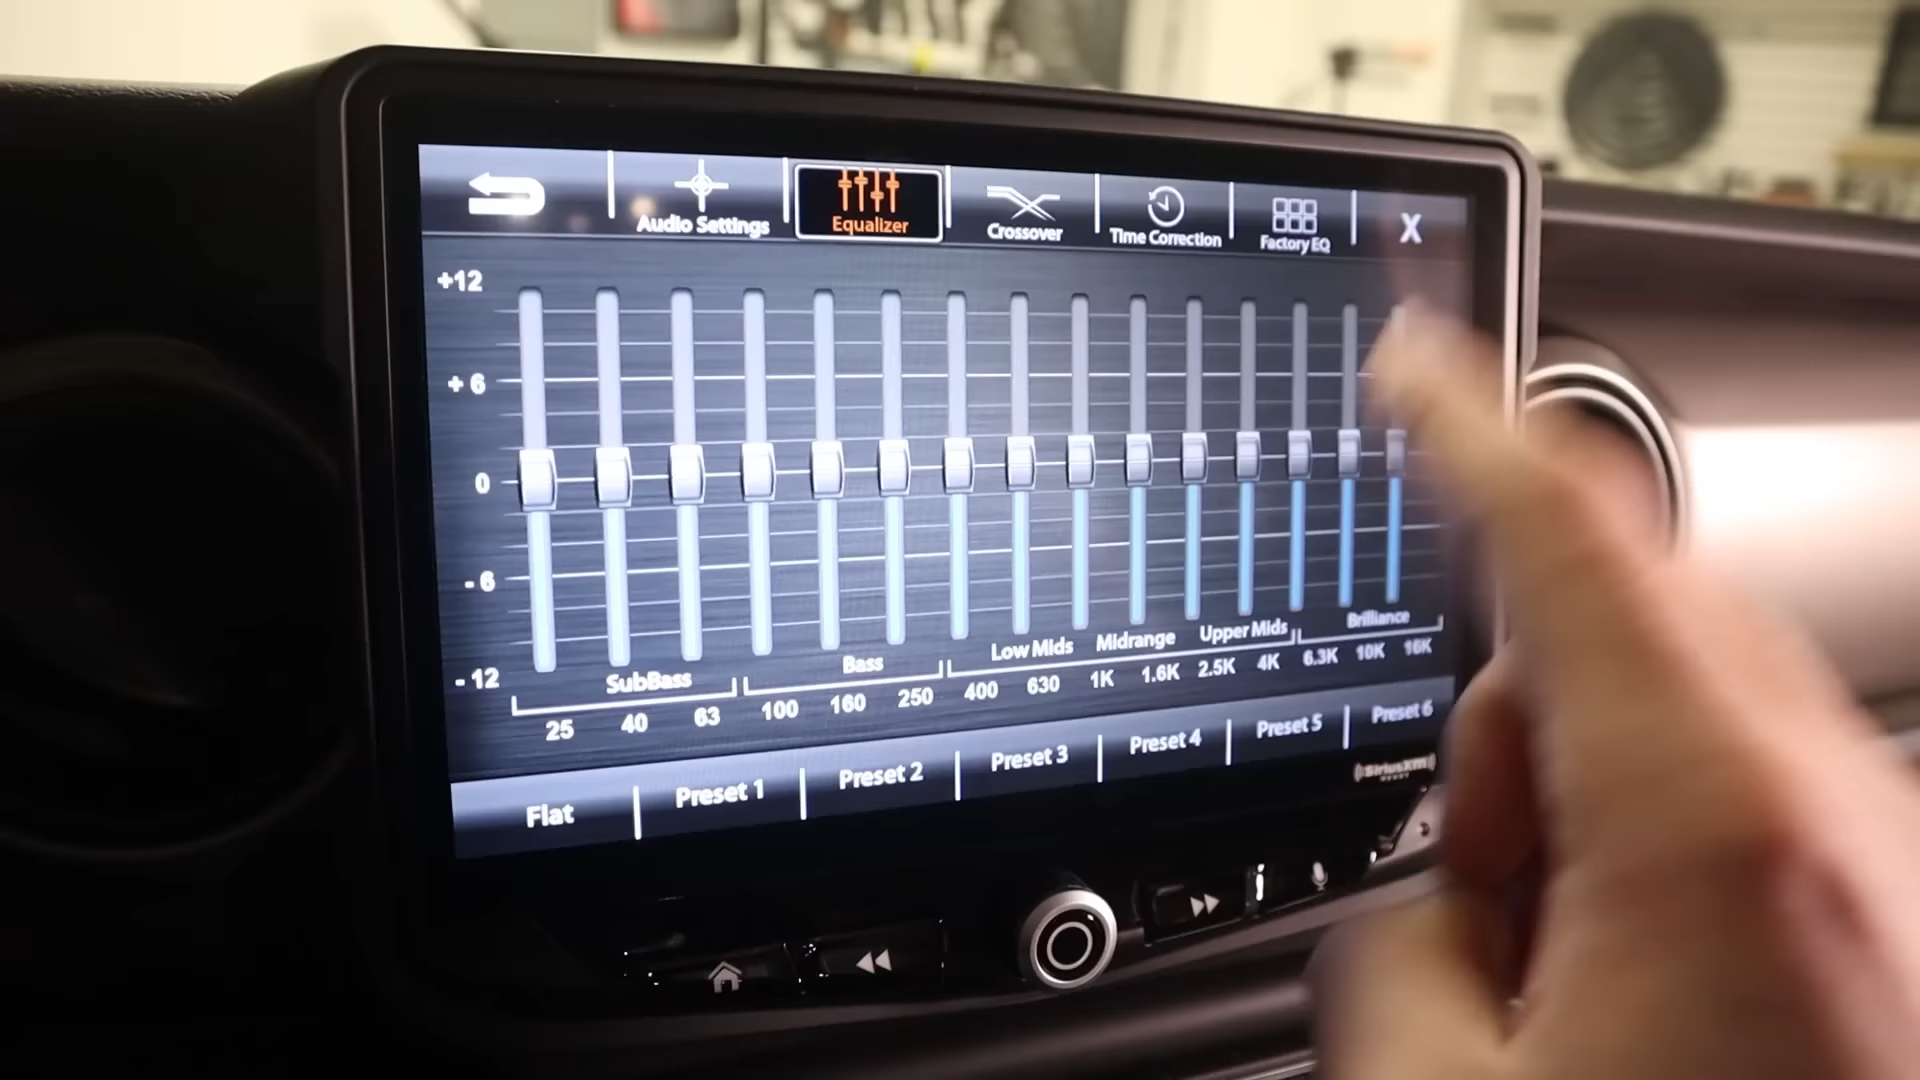 Audio Settings
Equalizer
Crossover
Time Correction
Factory EQ
X
+12
+ 6
0
- 6
- 12
SubBass
Bass
Low Mids
Midrange
Upper Mids
Brilliance
25 40 63 100 160 250 400 630 1K 1.6K 2.5K 4K 6.3K 10K 16K
Flat
Preset 1
Preset 2
Preset 3
Preset 4
Preset 5
Preset 6
((SiriusXM))